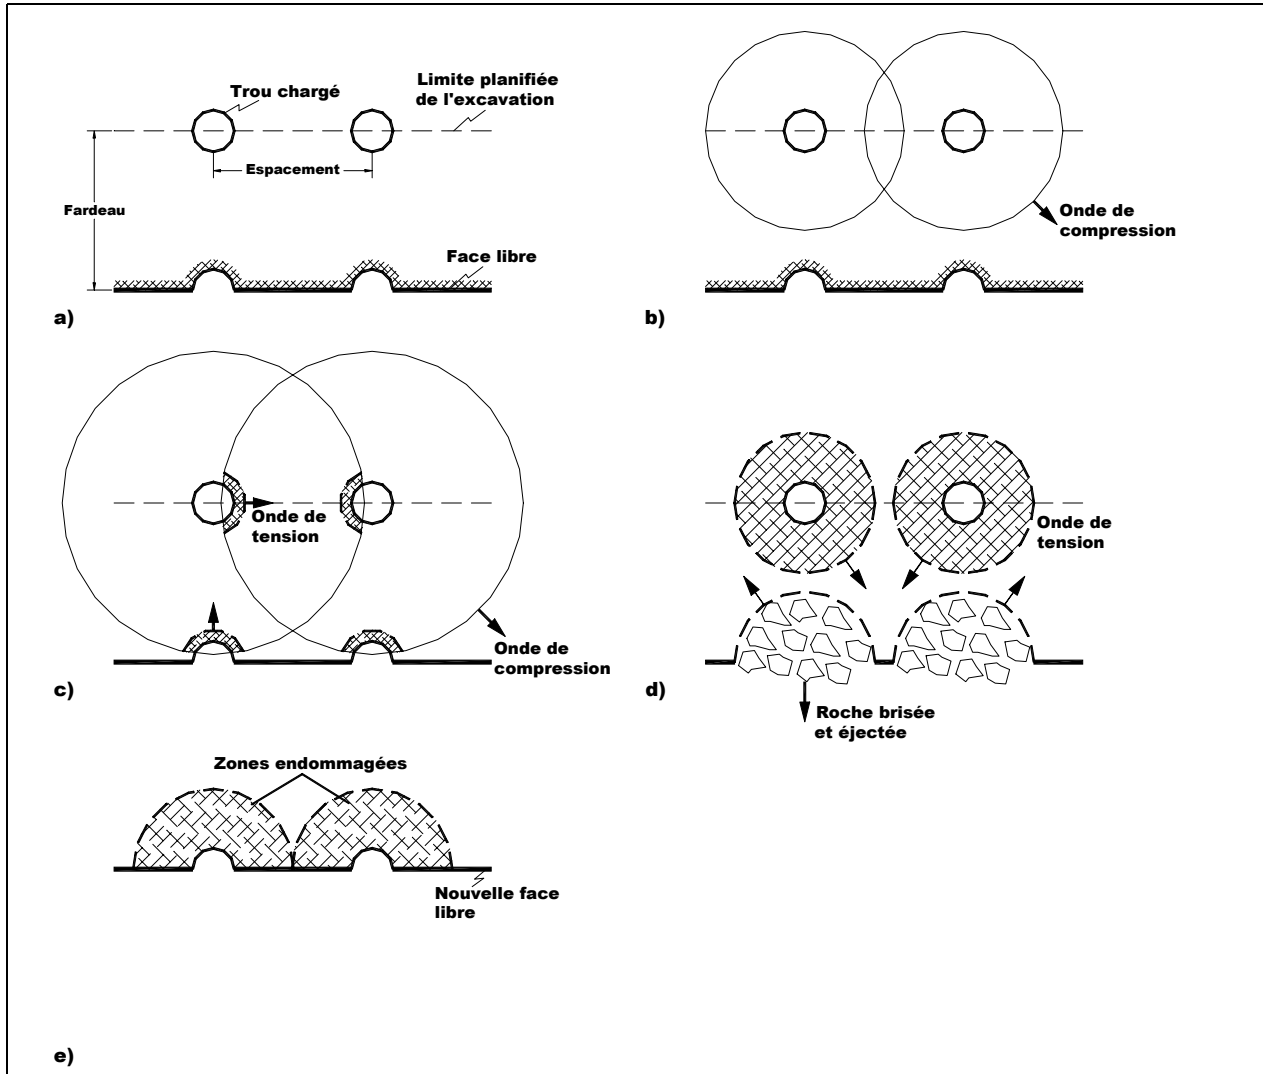 Trou chargé
Limite planifiée
de l'excavation
Espacement
Fardeau
Face libre
a)
Onde de
compression
b)
Onde de
tension
Onde de
compression
c)
Onde de
tension
Roche brisée
et éjectée
d)
Zones endommagées
Nouvelle face
libre
e)